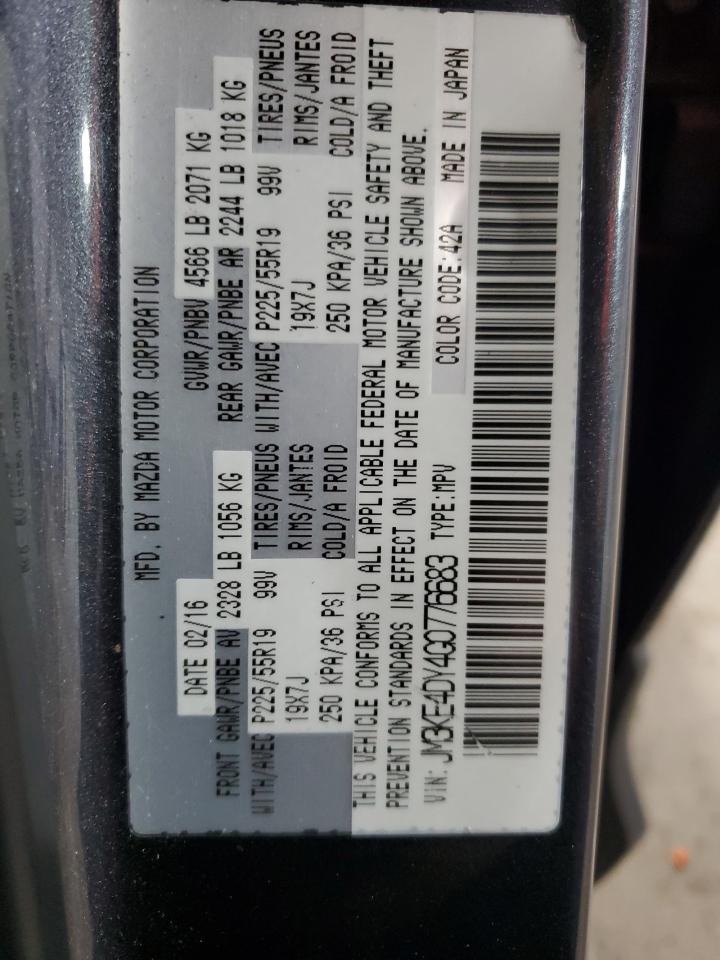 MFD. BY MAZDA MOTOR CORPORATION
DATE 02/16 GVWR/PNBV 4566 LB 2071 KG
FRONT GAWR/PNBE AV 2328 LB 1056 KG REAR GAWR/PNBE AR 2244 LB 1018 KG
WITH/AVEC P225/55R19 99V TIRES/PNEUS WITH/AVEC P225/55R19 99V TIRES/PNEUS
19X7J RIMS/JANTES 19X7J RIMS/JANTES
250 KPA/36 PSI COLD/A FROID 250 KPA/36 PSI COLD/A FROID
THIS VEHICLE CONFORMS TO ALL APPLICABLE FEDERAL MOTOR VEHICLE SAFETY AND THEFT
PREVENTION STANDARDS IN EFFECT ON THE DATE OF MANUFACTURE SHOWN ABOVE.
VIN: JM3KE4DY4G0776683 TYPE:MPV COLOR CODE:42A MADE IN JAPAN